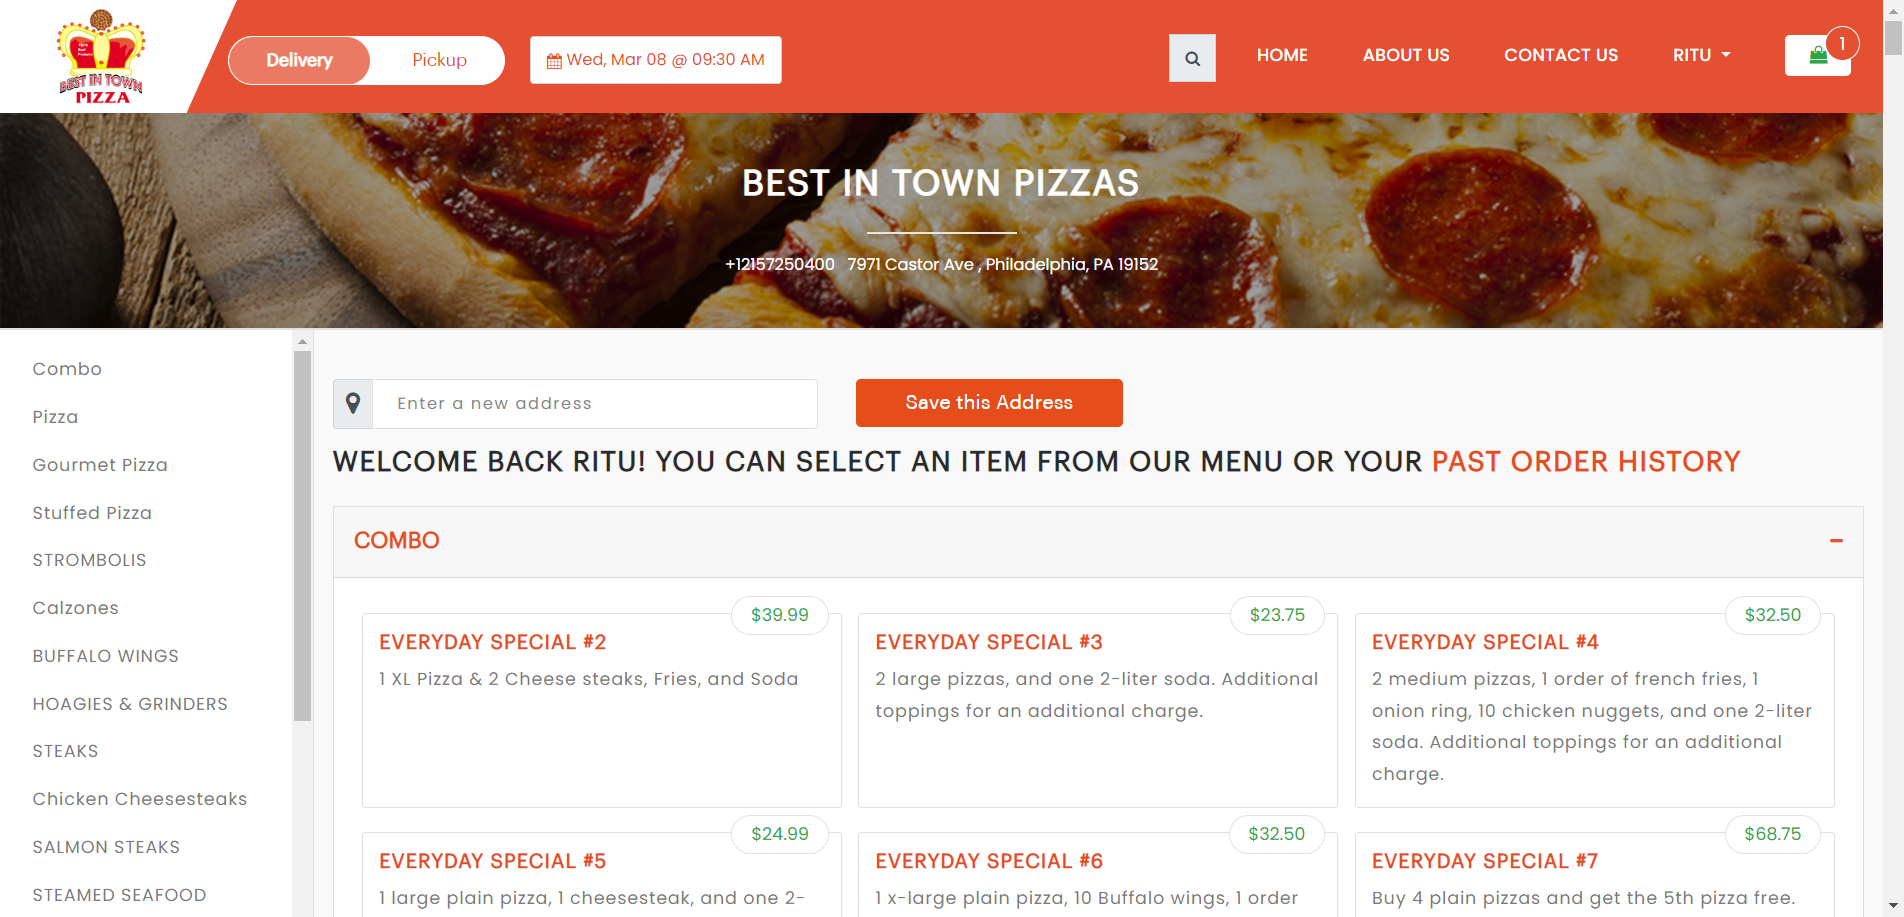 BEST IN TOWN
PIZZA
Delivery
Pickup
Wed, Mar 08 @ 09:30 AM
HOME
ABOUT US
CONTACT US
RITU
1
BEST IN TOWN PIZZAS
+12157250400 7971 Castor Ave , Philadelphia, PA 19152
Combo
Pizza
Gourmet Pizza
Stuffed Pizza
STROMBOLIS
Calzones
BUFFALO WINGS
HOAGIES & GRINDERS
STEAKS
Chicken Cheesesteaks
SALMON STEAKS
STEAMED SEAFOOD
Enter a new address
Save this Address
WELCOME BACK RITU! YOU CAN SELECT AN ITEM FROM OUR MENU OR YOUR PAST ORDER HISTORY
COMBO
$39.99
EVERYDAY SPECIAL #2
1 XL Pizza & 2 Cheese steaks, Fries, and Soda
$23.75
EVERYDAY SPECIAL #3
2 large pizzas, and one 2-liter soda. Additional
toppings for an additional charge.
$32.50
EVERYDAY SPECIAL #4
2 medium pizzas, 1 order of french fries, 1
onion ring, 10 chicken nuggets, and one 2-liter
soda. Additional toppings for an additional
charge.
$24.99
EVERYDAY SPECIAL #5
1 large plain pizza, 1 cheesesteak, and one 2-
$32.50
EVERYDAY SPECIAL #6
1 x-large plain pizza, 10 Buffalo wings, 1 order
$68.75
EVERYDAY SPECIAL #7
Buy 4 plain pizzas and get the 5th pizza free.